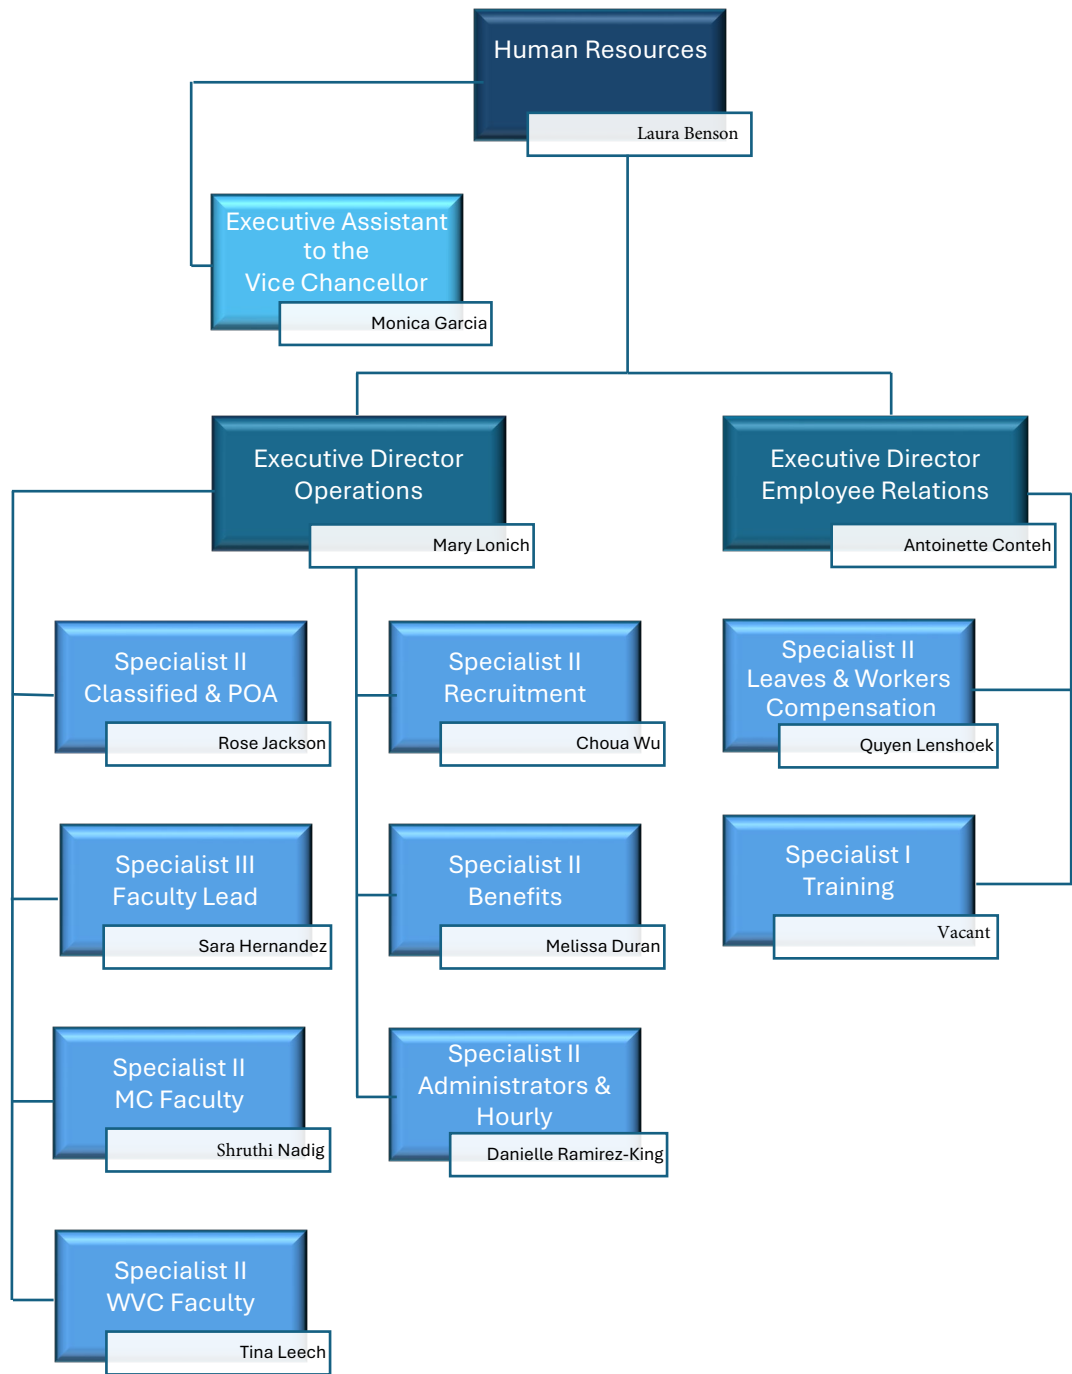 Human Resources
Laura Benson
Executive Assistant
to the
Vice Chancellor
Monica Garcia
Executive Director
Operations
Mary Lonich
Executive Director
Employee Relations
Antoinette Conteh
Specialist II
Classified & POA
Rose Jackson
Specialist II
Recruitment
Choua Wu
Specialist II
Leaves & Workers
Compensation
Quyen Lenshoek
Specialist III
Faculty Lead
Sara Hernandez
Specialist II
Benefits
Melissa Duran
Specialist I
Training
Vacant
Specialist II
MC Faculty
Shruthi Nadig
Specialist II
Administrators &
Hourly
Danielle Ramirez-King
Specialist II
WVC Faculty
Tina Leech